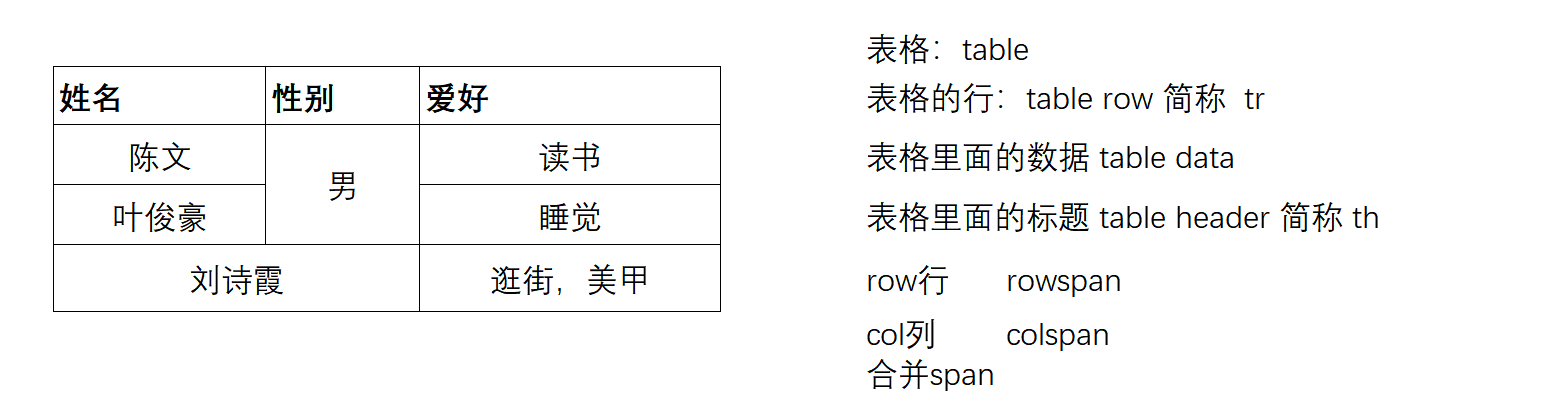 姓名 性别 爱好
陈文 男 读书
叶俊豪 睡觉
刘诗霞 逛街，美甲
表格：table
表格的行：table row 简称 tr
表格里面的数据 table data
表格里面的标题 table header 简称 th
row行 rowspan
col列 colspan
合并span